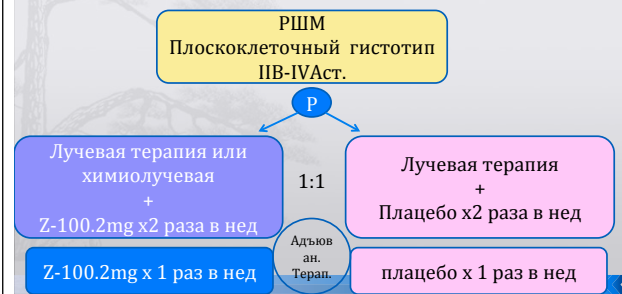 РШМ
Плоскоклеточный гистотип
IIB-IVAст.
Р
Лучевая терапия или
химиолучевая
+
Z-100.2mg x2 раза в нед
1:1
Лучевая терапия
+
Плацебо x2 раза в нед
Адъюв
ан.
Терап.
Z-100.2mg x 1 раз в нед
плацебо x 1 раз в нед